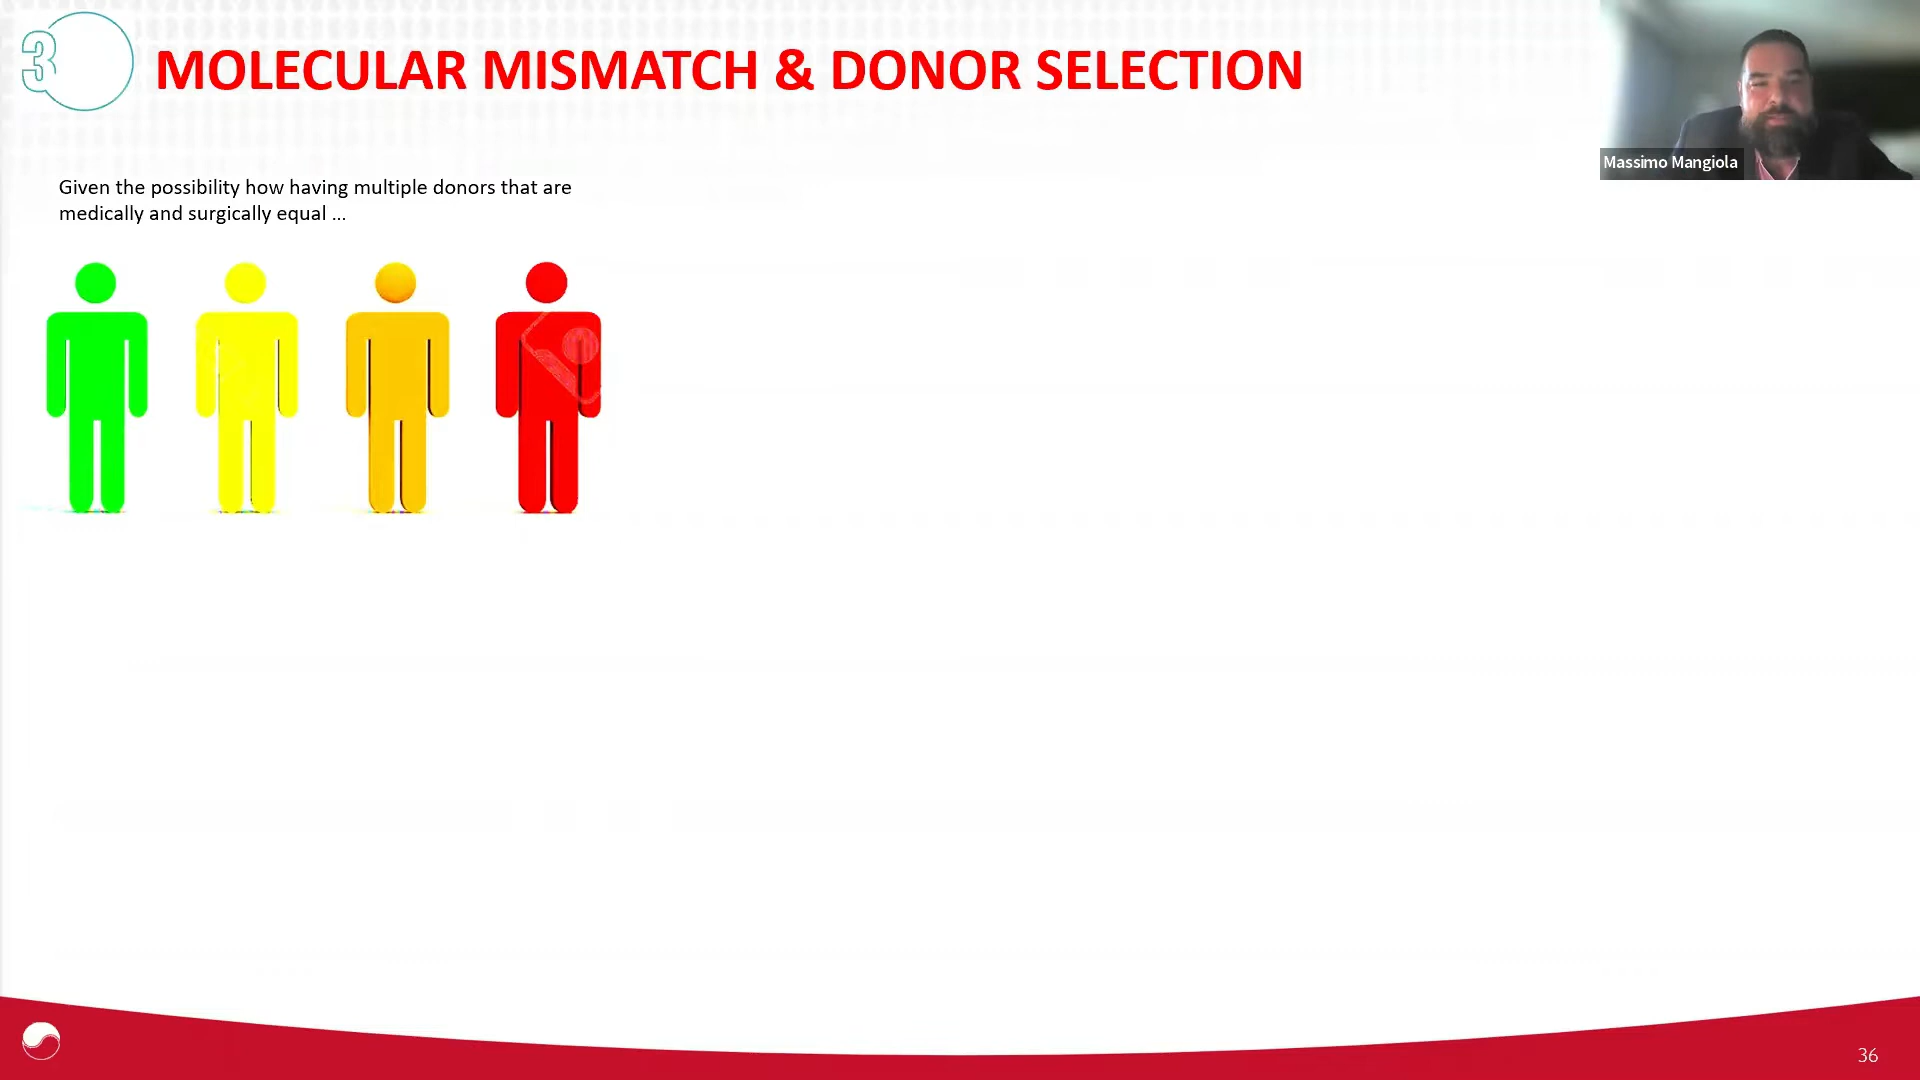 3
MOLECULAR MISMATCH & DONOR SELECTION
Massimo Mangiola
Given the possibility how having multiple donors that are
medically and surgically equal ...
36